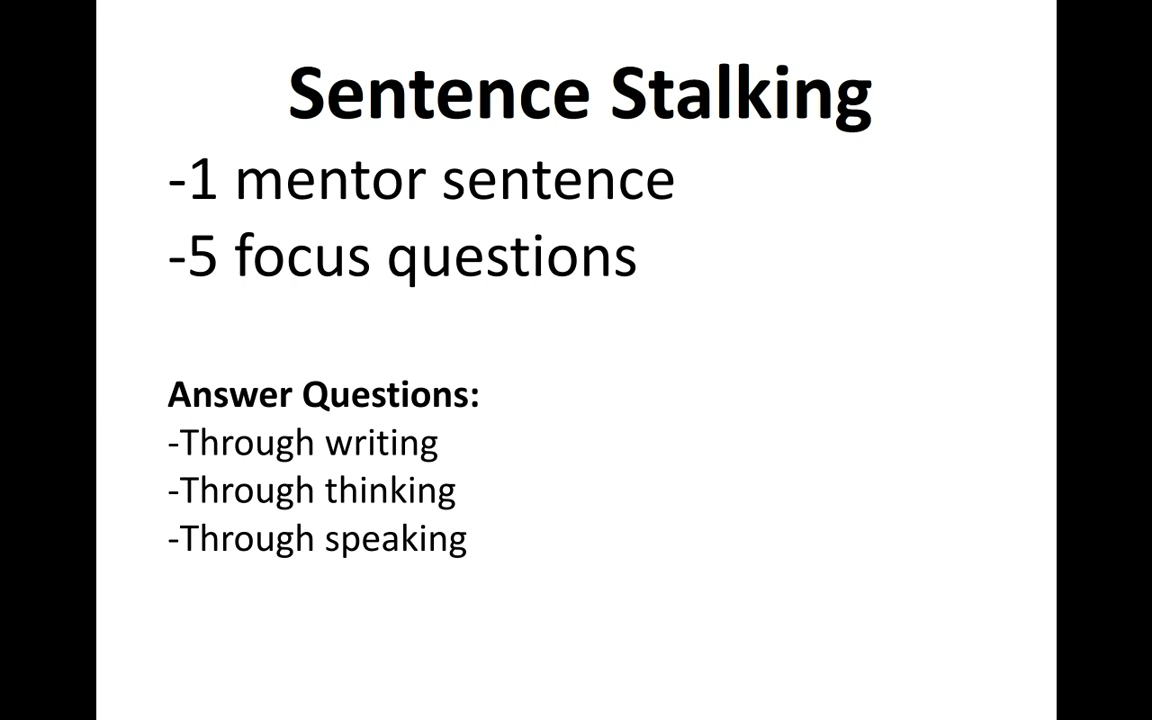 Sentence Stalking
-1 mentor sentence
-5 focus questions
Answer Questions:
-Through writing
-Through thinking
-Through speaking